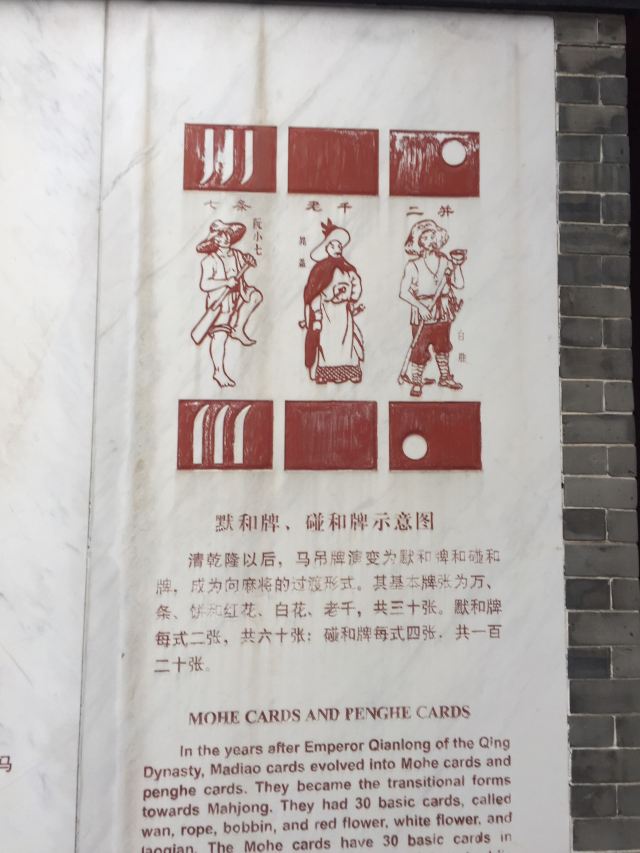 七条
老千
二并
阮小七
晁盖
白胜
默和牌、碰和牌示意图
清乾隆以后，马吊牌演变为默和牌和碰和
牌，成为向麻将的过渡形式。其基本牌张为万、
条、饼和红花、白花、老千，共三十张。默和牌
每式二张，共六十张；碰和牌每式四张，共一百
二十张。
MOHE CARDS AND PENGHE CARDS
In the years after Emperor Qianlong of the Qing
Dynasty, Madiao cards evolved into Mohe cards and
penghe cards. They became the transitional forms
towards Mahjong. They had 30 basic cards, called
wan, rope, bobbin, and red flower, white flower, and
laoqian. The Mohe cards have 30 basic cards in
马